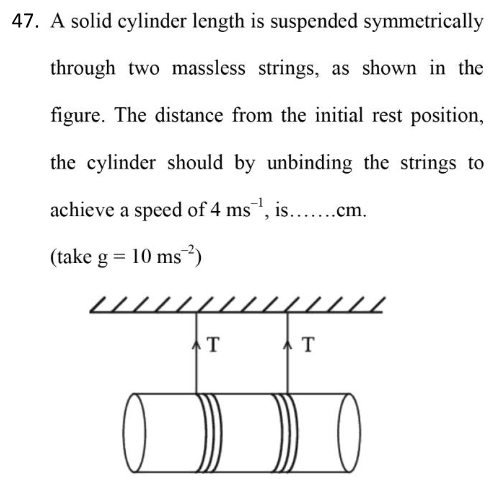 47. A solid cylinder length is suspended symmetrically
through two massless strings, as shown in the
figure. The distance from the initial rest position,
the cylinder should by unbinding the strings to
achieve a speed of 4 ms⁻¹, is.......cm.
(take g = 10 ms⁻²)
T T